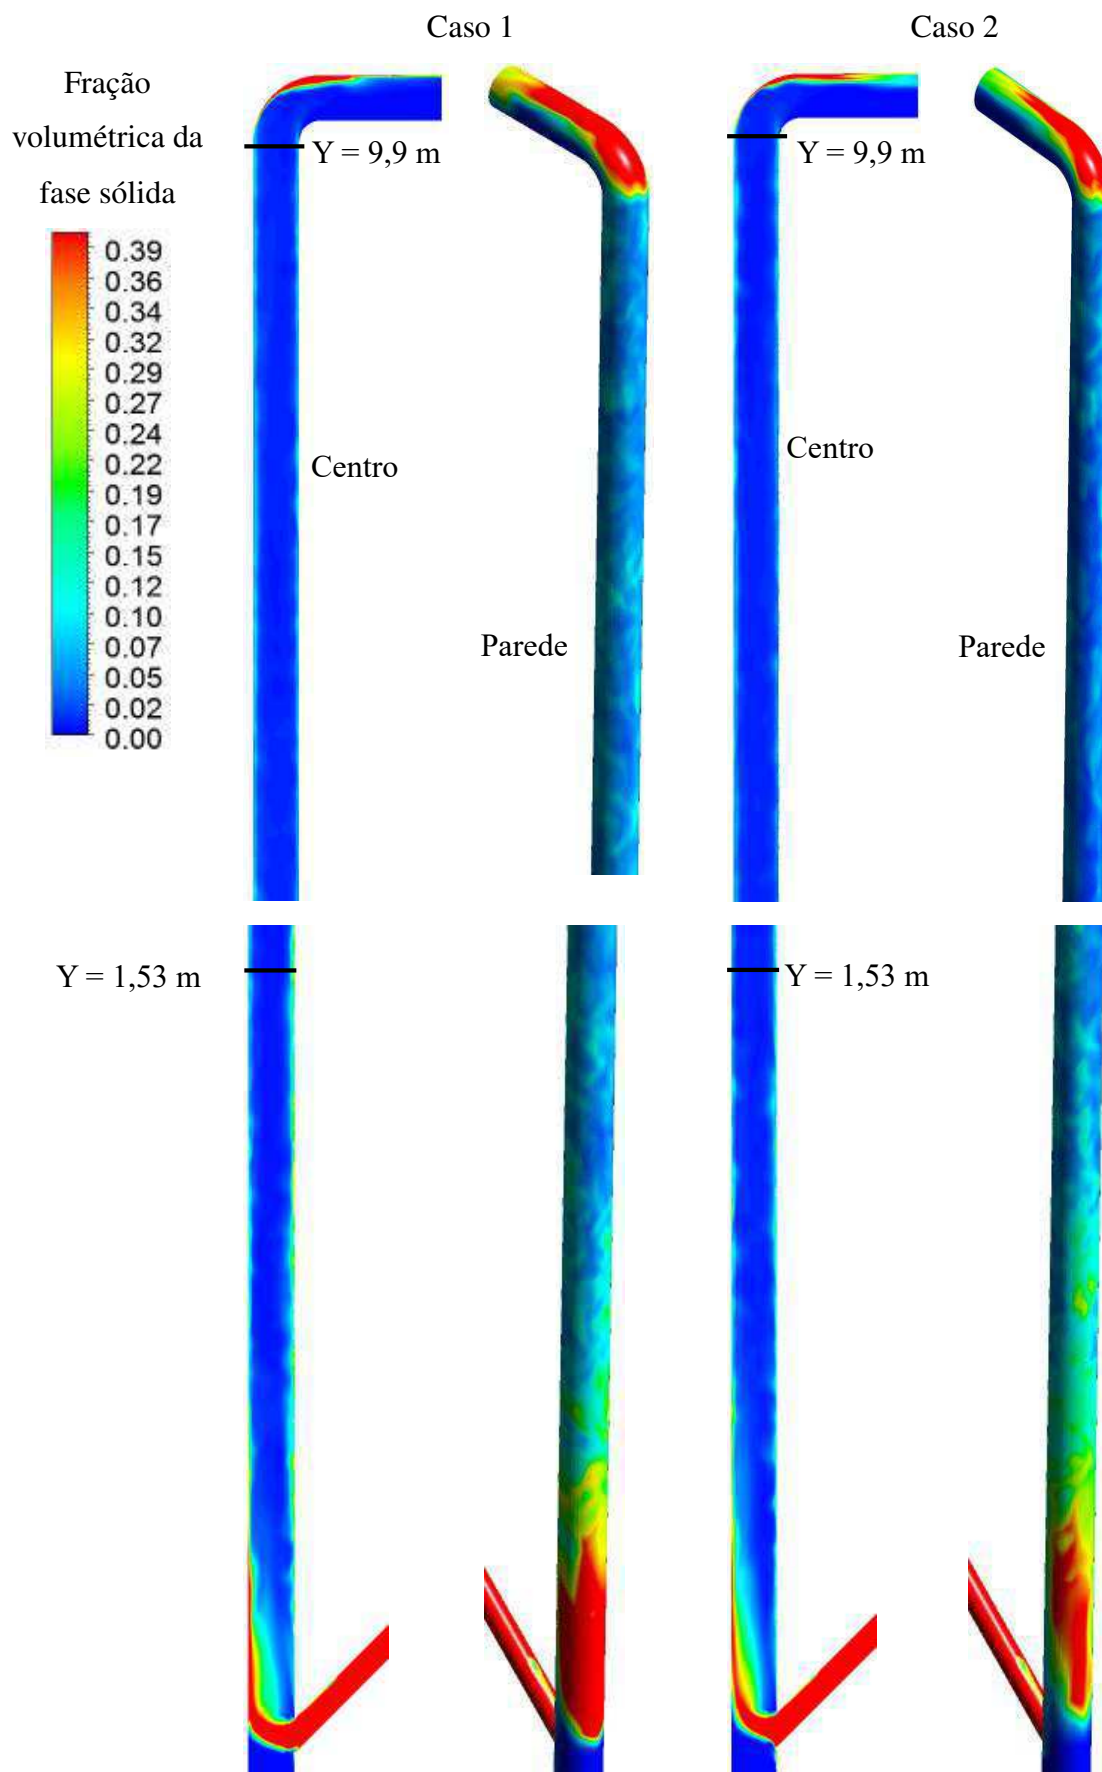 Caso 1
Caso 2
Fração
volumétrica da
fase sólida
Y = 9,9 m
Y = 9,9 m
0.39
0.36
0.34
0.32
0.29
0.27
0.24
0.22
0.19
0.17
0.15
0.12
0.10
0.07
0.05
0.02
0.00
Centro
Centro
Parede
Parede
Y = 1,53 m
Y = 1,53 m